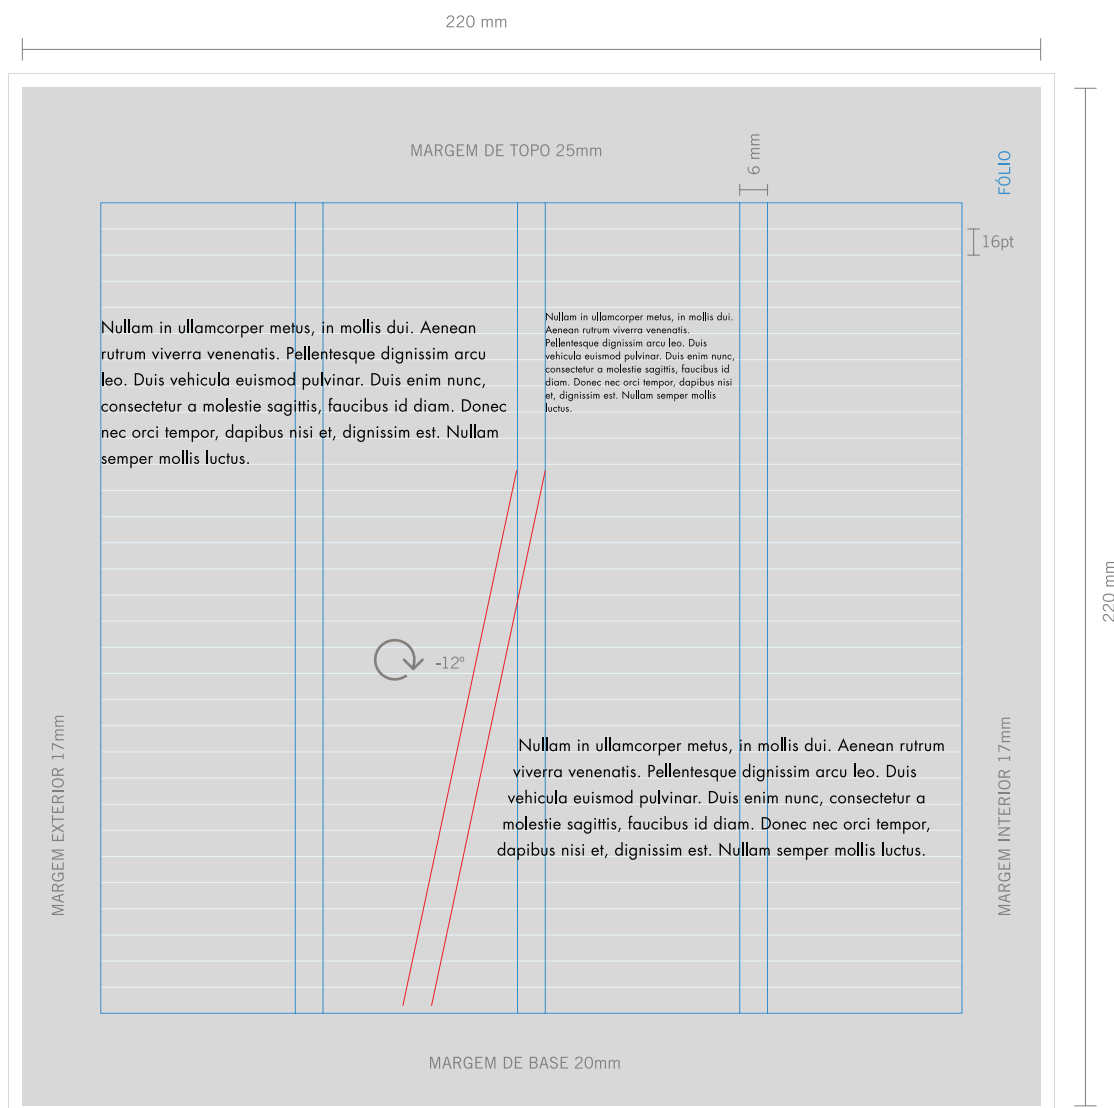 220 mm
MARGEM DE TOPO 25mm
6 mm
FÓLIO
16pt
Nullam in ullamcorper metus, in mollis dui. Aenean
rutrum viverra venenatis. Pellentesque dignissim arcu
leo. Duis vehicula euismod pulvinar. Duis enim nunc,
consectetur a molestie sagittis, faucibus id diam. Donec
nec orci tempor, dapibus nisi et, dignissim est. Nullam
semper mollis luctus.
Nullam in ullamcorper metus, in mollis dui.
Aenean rutrum viverra venenatis.
Pellentesque dignissim arcu leo. Duis
vehicula euismod pulvinar. Duis enim nunc,
consectetur a molestie sagittis, faucibus id
diam. Donec nec orci tempor, dapibus nisi
et, dignissim est. Nullam semper mollis
luctus.
220 mm
-12º
MARGEM EXTERIOR 17mm
Nullam in ullamcorper metus, in mollis dui. Aenean rutrum
viverra venenatis. Pellentesque dignissim arcu leo. Duis
vehicula euismod pulvinar. Duis enim nunc, consectetur a
molestie sagittis, faucibus id diam. Donec nec orci tempor,
dapibus nisi et, dignissim est. Nullam semper mollis luctus.
MARGEM INTERIOR 17mm
MARGEM DE BASE 20mm